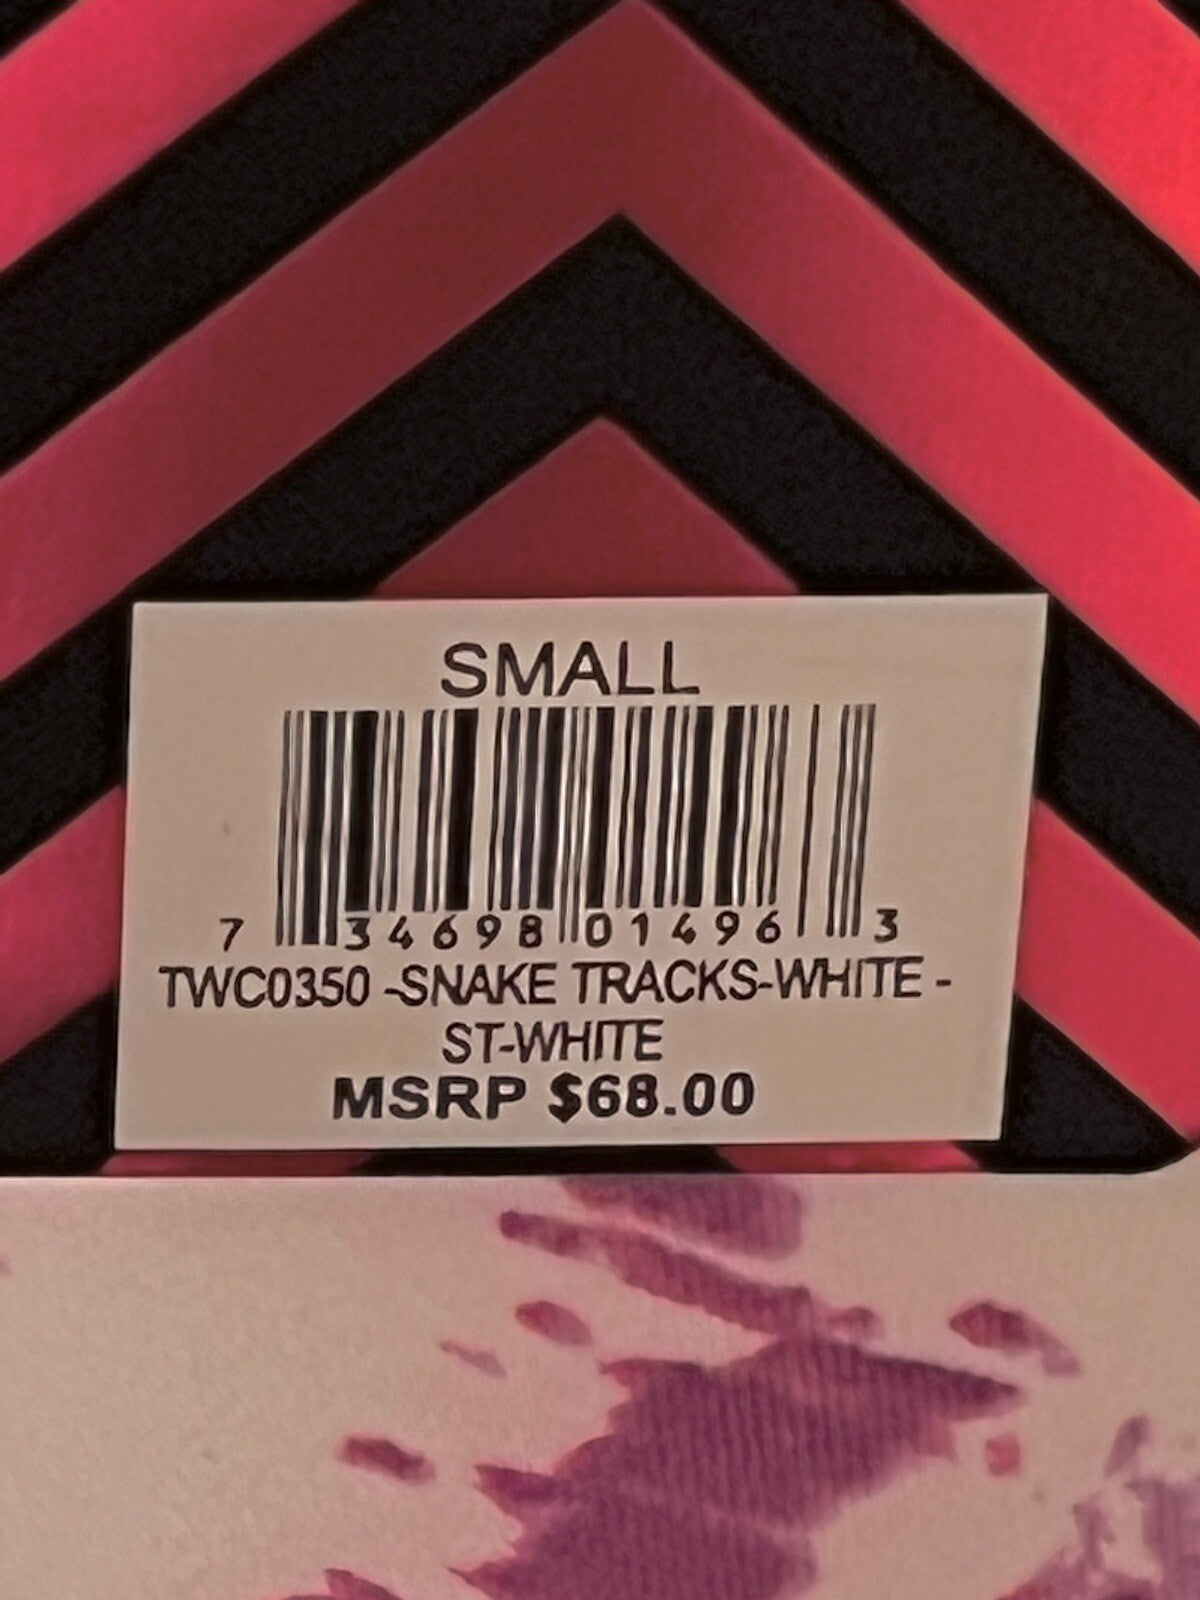 SMALL
7 34698 01496 3
TWC0350 -SNAKE TRACKS-WHITE -
ST-WHITE
MSRP $68.00